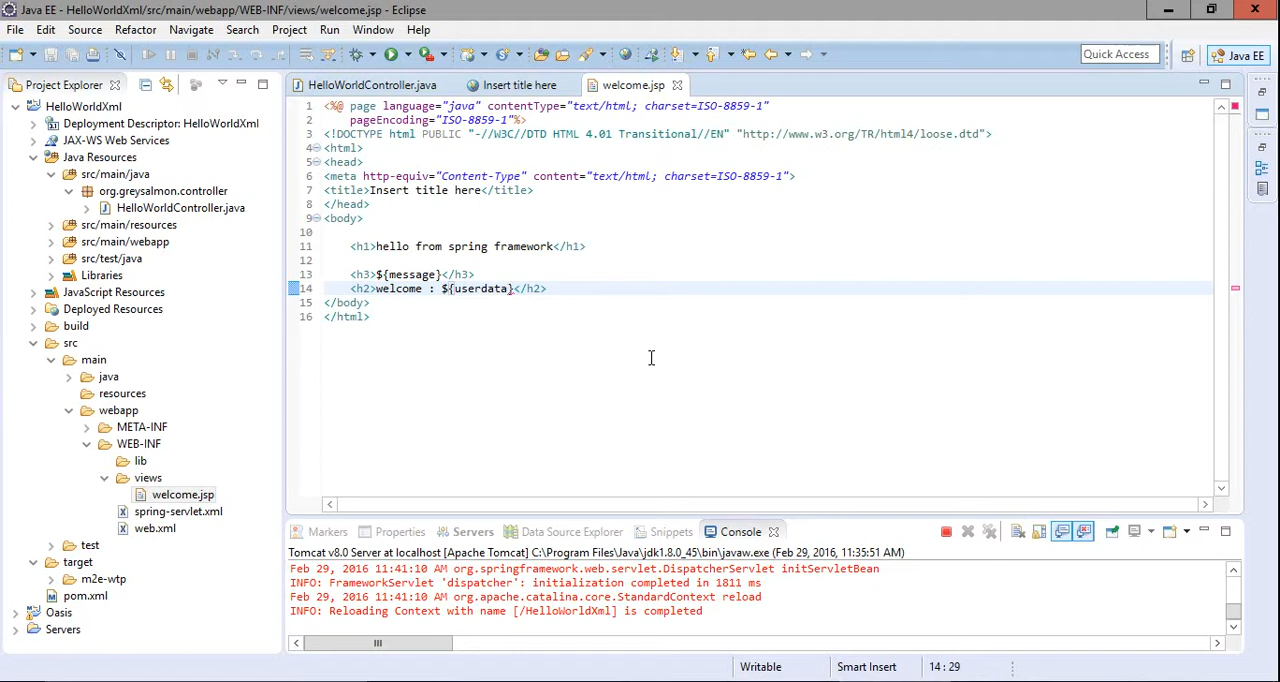 Java EE - HelloWorldXml/src/main/webapp/WEB-INF/views/welcome.jsp - Eclipse
File Edit Source Refactor Navigate Search Project Run Window Help
Quick Access Java EE
Project Explorer
HelloWorldXml
Deployment Descriptor: HelloWorldXml
JAX-WS Web Services
Java Resources
src/main/java
org.greysalmon.controller
HelloWorldController.java
src/main/resources
src/main/webapp
src/test/java
Libraries
JavaScript Resources
Deployed Resources
build
src
main
java
resources
webapp
META-INF
WEB-INF
lib
views
welcome.jsp
spring-servlet.xml
web.xml
test
target
m2e-wtp
pom.xml
Oasis
Servers
HelloWorldController.java Insert title here welcome.jsp
1 <%@ page language="java" contentType="text/html; charset=ISO-8859-1"
2 pageEncoding="ISO-8859-1"%>
3 <!DOCTYPE html PUBLIC "-//W3C//DTD HTML 4.01 Transitional//EN" "http://www.w3.org/TR/html4/loose.dtd">
4 <html>
5 <head>
6 <meta http-equiv="Content-Type" content="text/html; charset=ISO-8859-1">
7 <title>Insert title here</title>
8 </head>
9 <body>
10
11 <h1>hello from spring framework</h1>
12
13 <h3>${message}</h3>
14 <h2>welcome : ${userdata}</h2>
15 </body>
16 </html>
Markers Properties Servers Data Source Explorer Snippets Console
Tomcat v8.0 Server at localhost [Apache Tomcat] C:\Program Files\Java\jdk1.8.0_45\bin\javaw.exe (Feb 29, 2016, 11:35:51 AM)
Feb 29, 2016 11:41:10 AM org.springframework.web.servlet.DispatcherServlet initServletBean
INFO: FrameworkServlet 'dispatcher': initialization completed in 1811 ms
Feb 29, 2016 11:41:10 AM org.apache.catalina.core.StandardContext reload
INFO: Reloading Context with name [/HelloWorldXml] is completed
Writable Smart Insert 14 : 29